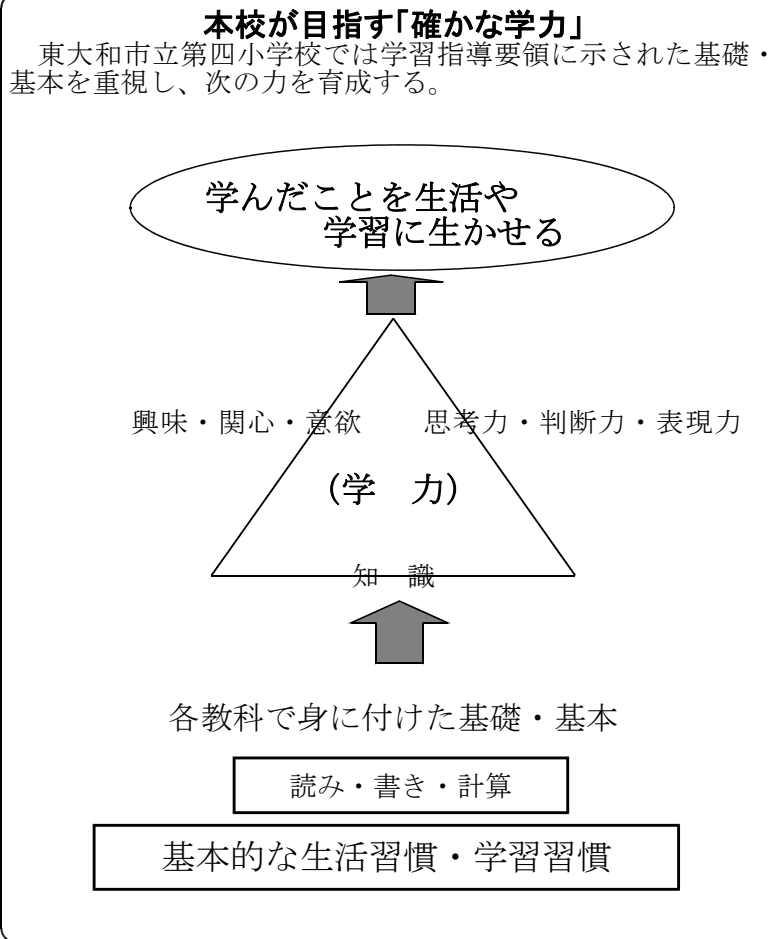 本校が目指す「確かな学力」
　東大和市立第四小学校では学習指導要領に示された基礎・
基本を重視し、次の力を育成する。
学んだことを生活や
学習に生かせる
興味・関心・意欲
思考力・判断力・表現力
（学　力）
知　識
各教科で身に付けた基礎・基本
読み・書き・計算
基本的な生活習慣・学習習慣